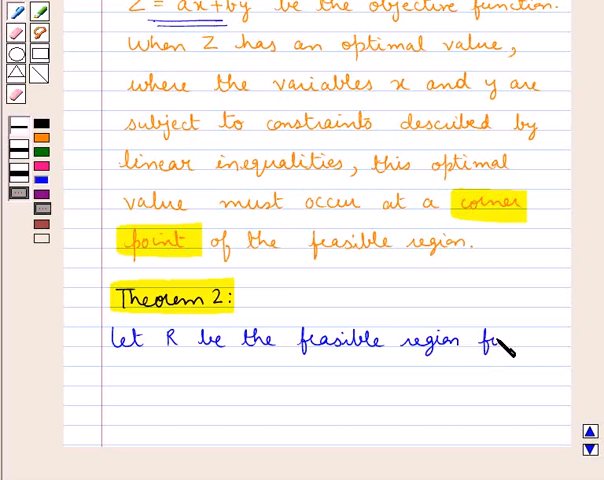 Z = ax+by be the objective function.
When Z has an optimal value,
where the variables x and y are
subject to constraints described by
linear inequalities, this optimal
value must occur at a corner
point of the feasible region.
Theorem 2:
let R be the feasible region